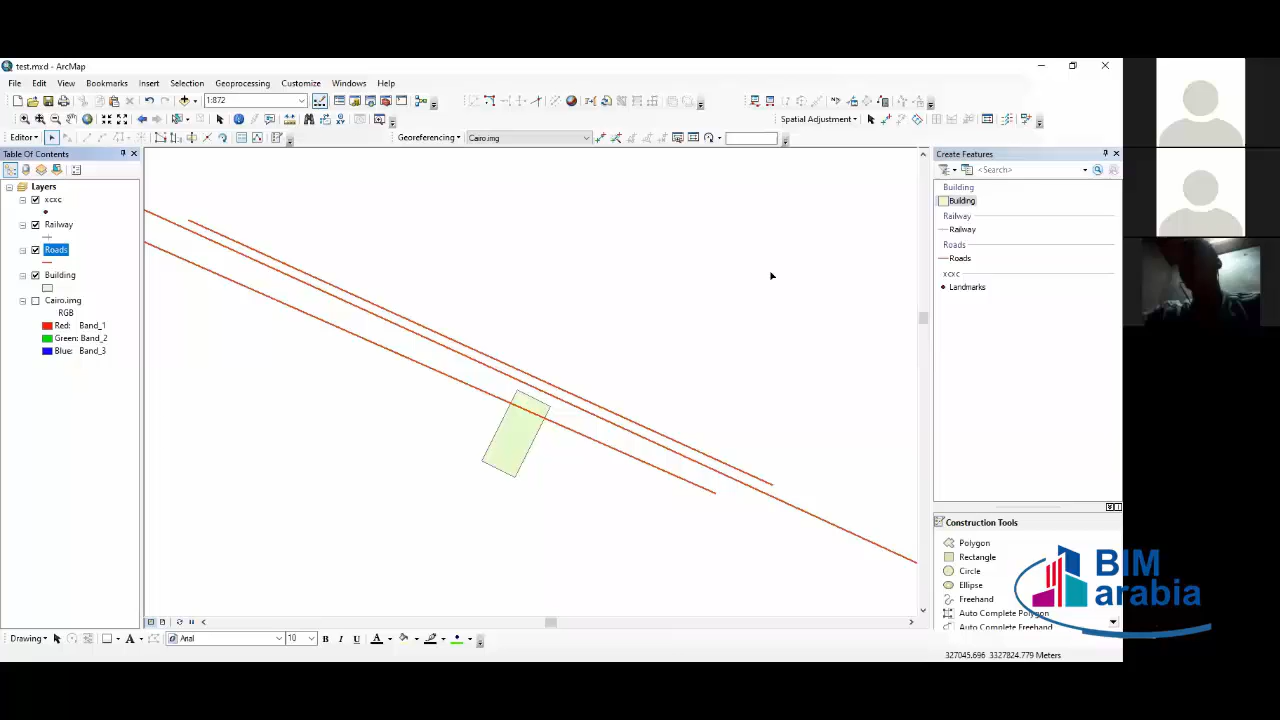 test.mxd - ArcMap
File Edit View Bookmarks Insert Selection Geoprocessing Customize Windows Help
1:872
Spatial Adjustment
Editor
Georeferencing
Cairo.img
Table Of Contents
Layers
xcxc
Railway
Roads
Building
Cairo.img
RGB
Red: Band_1
Green: Band_2
Blue: Band_3
Create Features
<Search>
Building
Building
Railway
Railway
Roads
Roads
xcxc
Landmarks
Construction Tools
Polygon
Rectangle
Circle
Ellipse
Freehand
Auto Complete Polygon
Auto Complete Freehand
BIM
arabia
Drawing
Arial
10
B I U A
327045.696 3327824.779 Meters